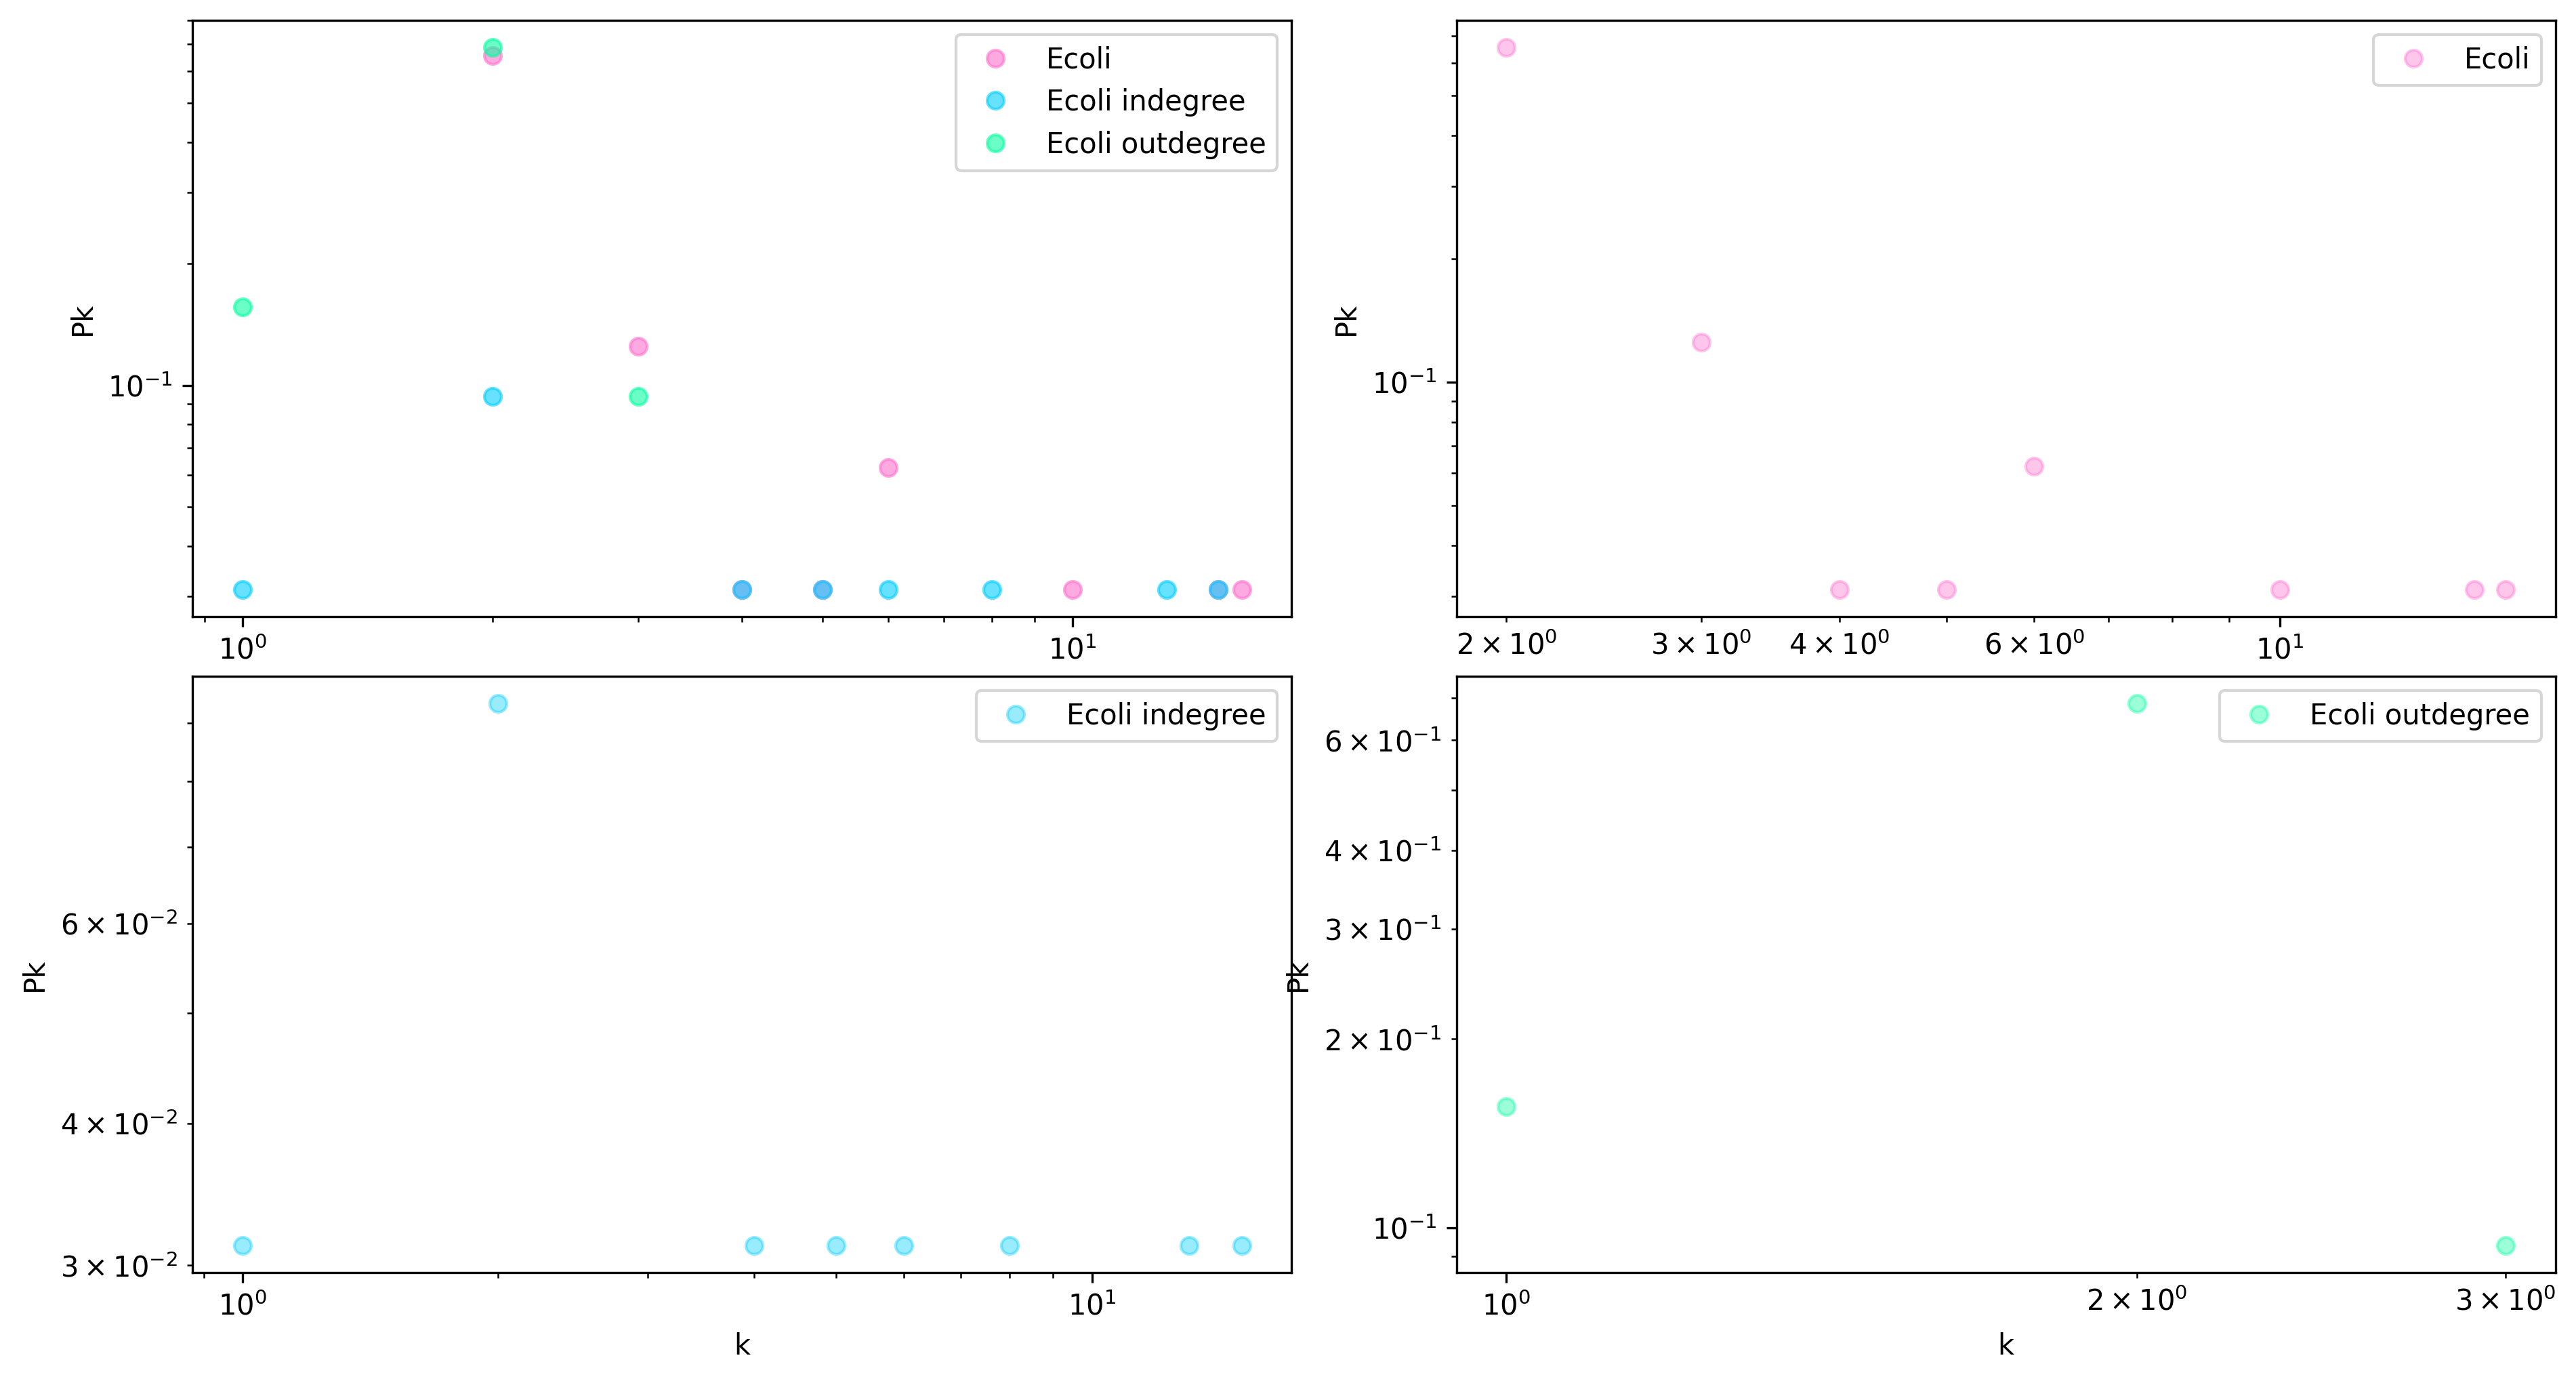 Ecoli
Ecoli indegree
Ecoli outdegree
Pk
10⁻¹
10⁰
10¹
Ecoli
Pk
10⁻¹
2 × 10⁰
3 × 10⁰
4 × 10⁰
6 × 10⁰
10¹
Ecoli indegree
Pk
6 × 10⁻²
4 × 10⁻²
3 × 10⁻²
10⁰
10¹
k
Ecoli outdegree
Pk
6 × 10⁻¹
4 × 10⁻¹
3 × 10⁻¹
2 × 10⁻¹
10⁻¹
10⁰
2 × 10⁰
3 × 10⁰
k